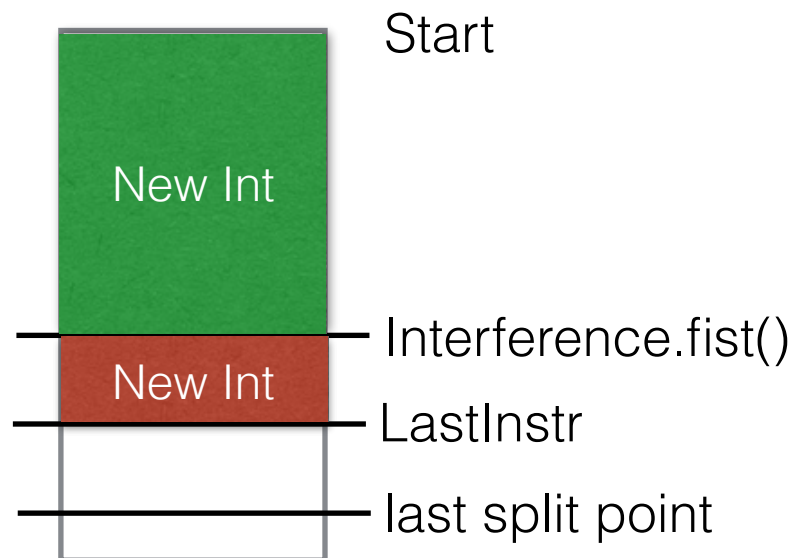 Start
New Int
Interference.fist()
New Int
LastInstr
last split point